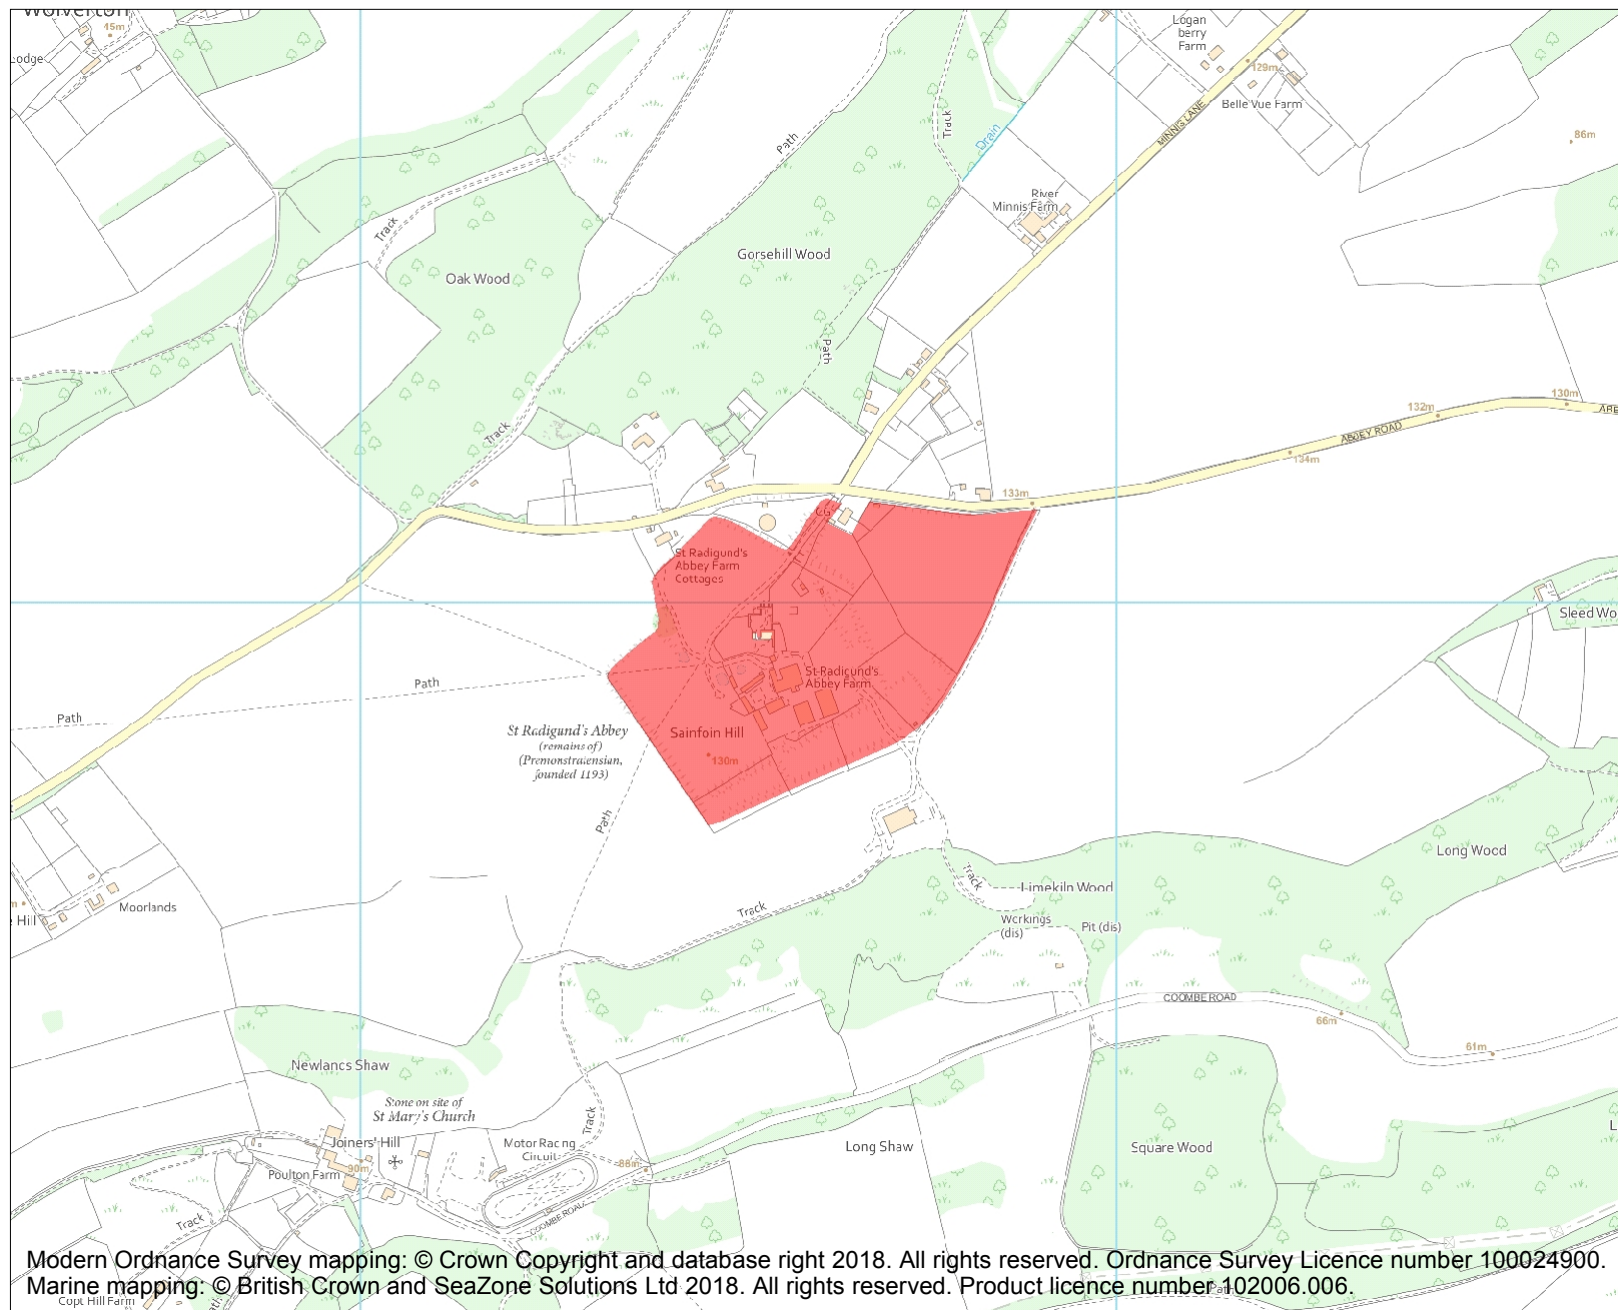 Wolverton
15m
Lodge
Logan
berry
Farm
129m
Belle Vue Farm
MINNIS LANE
86m
Track
Drain
Path
River
Minnis Farm
Track
Gorsehill Wood
Oak Wood
Path
Track
130m
132m
ABBEY ROAD
134m
133m
CG
St Radigund's
Abbey Farm
Cottages
Sleed Wo
St Radigund's
Abbey Farm
Path
Path
St Radigund's Abbey
(remains of)
(Premonstratensian,
founded 1193)
Sainfoin Hill
130m
Path
Long Wood
Track
Limekiln Wood
Moorlands
Hill
Track
Workings
(dis)
Pit (dis)
COOMBE ROAD
66m
61m
Newlands Shaw
Stone on site of
St Mary's Church
Joiners' Hill
Track
Motor Racing
Circuit
Long Shaw
Square Wood
90m
88m
Poulton Farm
Track
COOMBE ROAD
Modern Ordnance Survey mapping: © Crown Copyright and database right 2018. All rights reserved. Ordnance Survey Licence number 100024900.
Marine mapping: © British Crown and SeaZone Solutions Ltd 2018. All rights reserved. Product licence number 102006.006.
Path
Copt Hill Farm